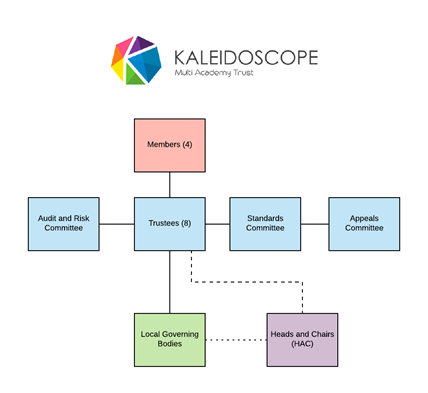 KALEIDOSCOPE
Multi Academy Trust
Members (4)
Audit and Risk
Committee
Trustees (8)
Standards
Committee
Appeals
Committee
Local Governing
Bodies
Heads and Chairs
(HAC)